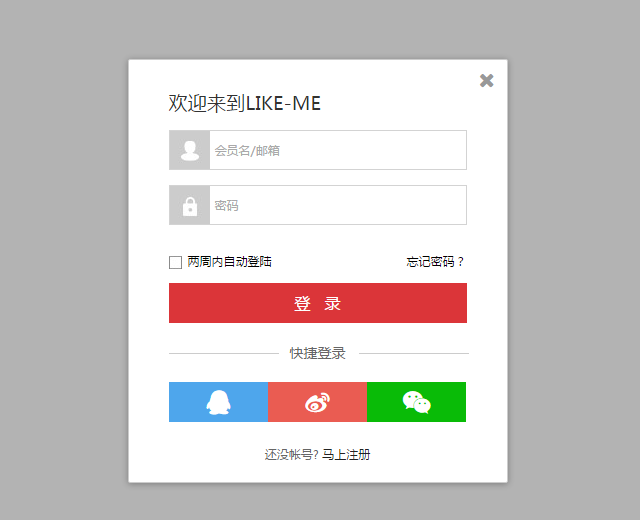 欢迎来到LIKE-ME
会员名/邮箱
密码
两周内自动登陆 忘记密码？
登 录
快捷登录
还没帐号? 马上注册